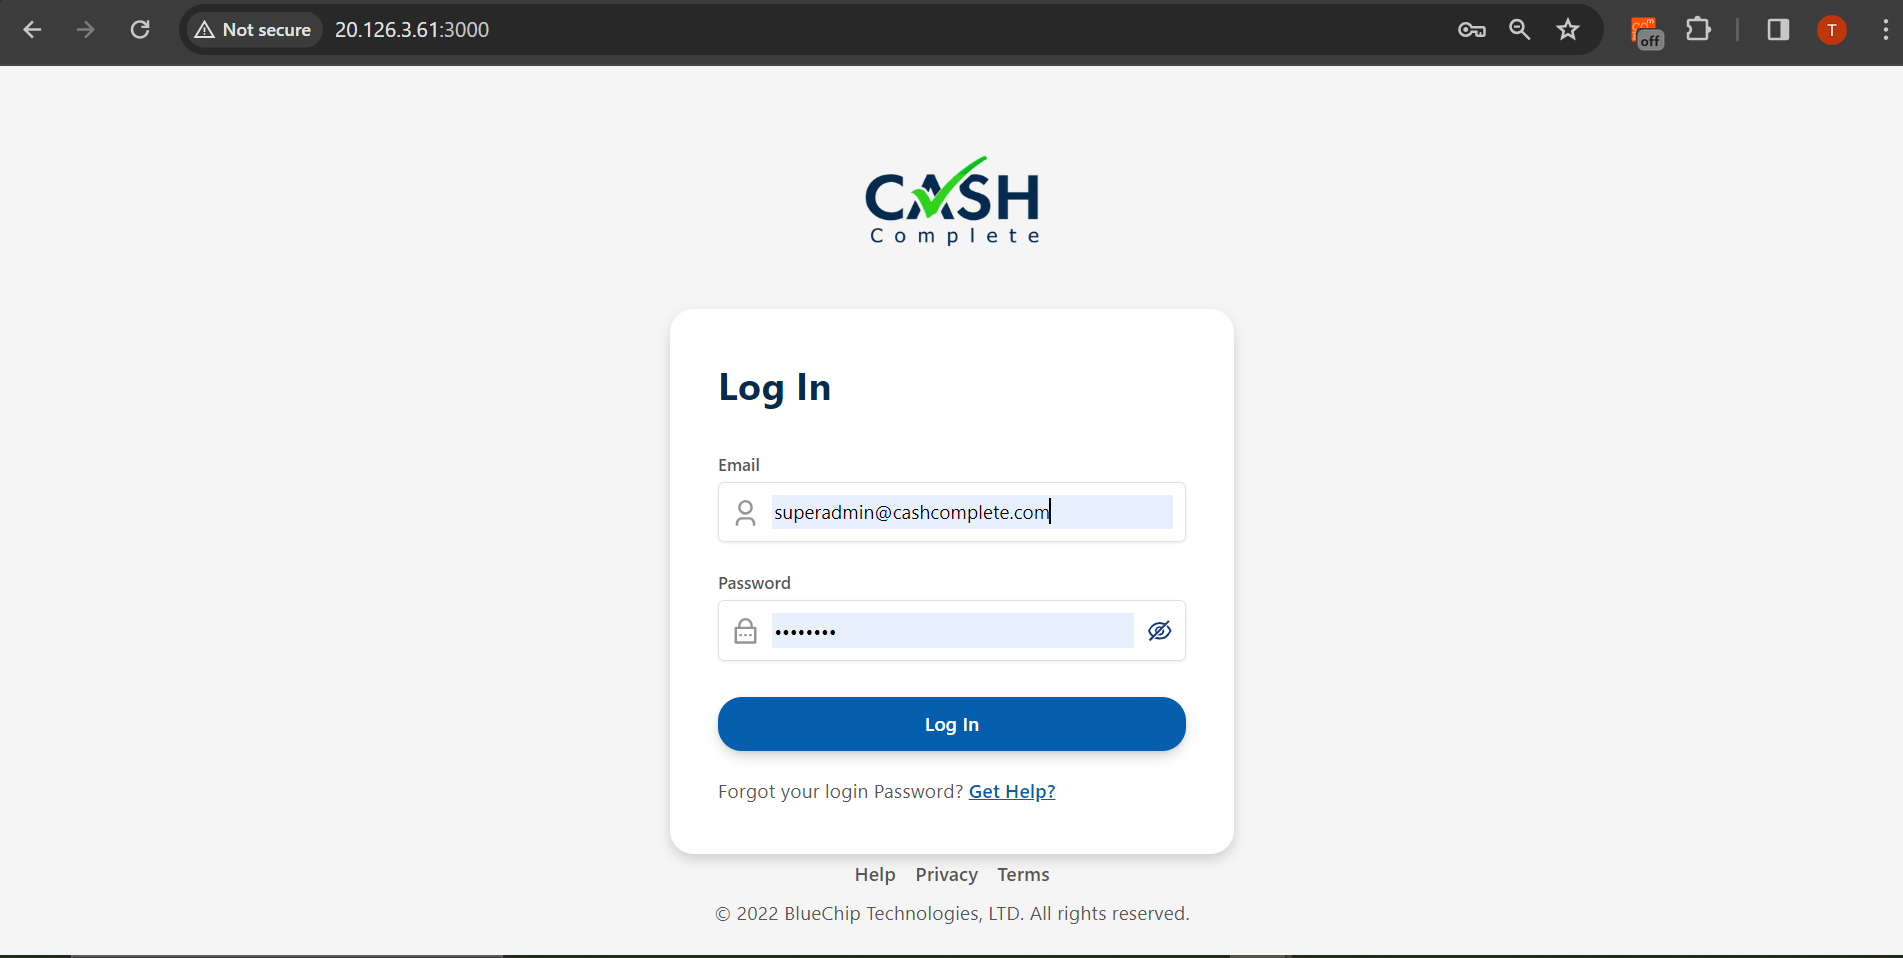 Not secure 20.126.3.61:3000
off
T
CASH
Complete
Log In
Email
superadmin@cashcomplete.com
Password
••••••••
Log In
Forgot your login Password? Get Help?
Help Privacy Terms
© 2022 BlueChip Technologies, LTD. All rights reserved.